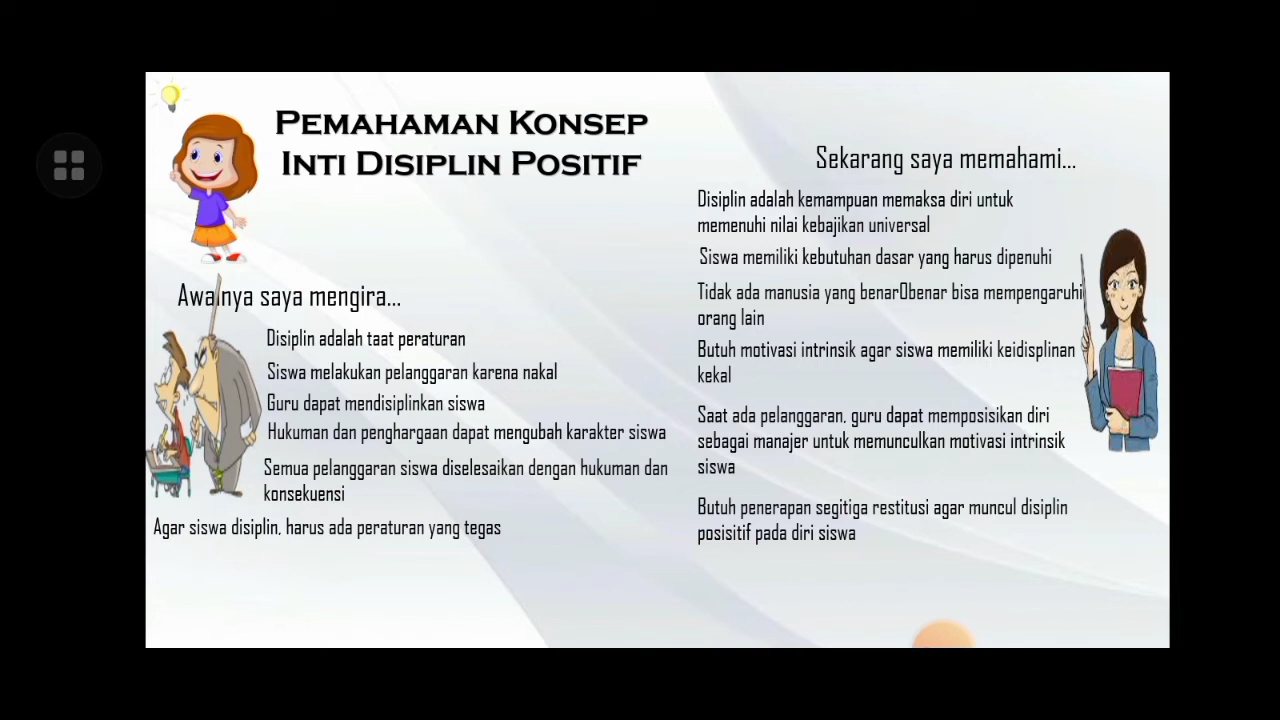 PEMAHAMAN KONSEP
INTI DISIPLIN POSITIF
Awalnya saya mengira...
Disiplin adalah taat peraturan
Siswa melakukan pelanggaran karena nakal
Guru dapat mendisiplinkan siswa
Hukuman dan penghargaan dapat mengubah karakter siswa
Semua pelanggaran siswa diselesaikan dengan hukuman dan
konsekuensi
Agar siswa disiplin, harus ada peraturan yang tegas
Sekarang saya memahami...
Disiplin adalah kemampuan memaksa diri untuk
memenuhi nilai kebajikan universal
Siswa memiliki kebutuhan dasar yang harus dipenuhi
Tidak ada manusia yang benar0benar bisa mempengaruhi
orang lain
Butuh motivasi intrinsik agar siswa memiliki keidisplinan
kekal
Saat ada pelanggaran, guru dapat memposisikan diri
sebagai manajer untuk memunculkan motivasi intrinsik
siswa
Butuh penerapan segitiga restitusi agar muncul disiplin
posisitif pada diri siswa